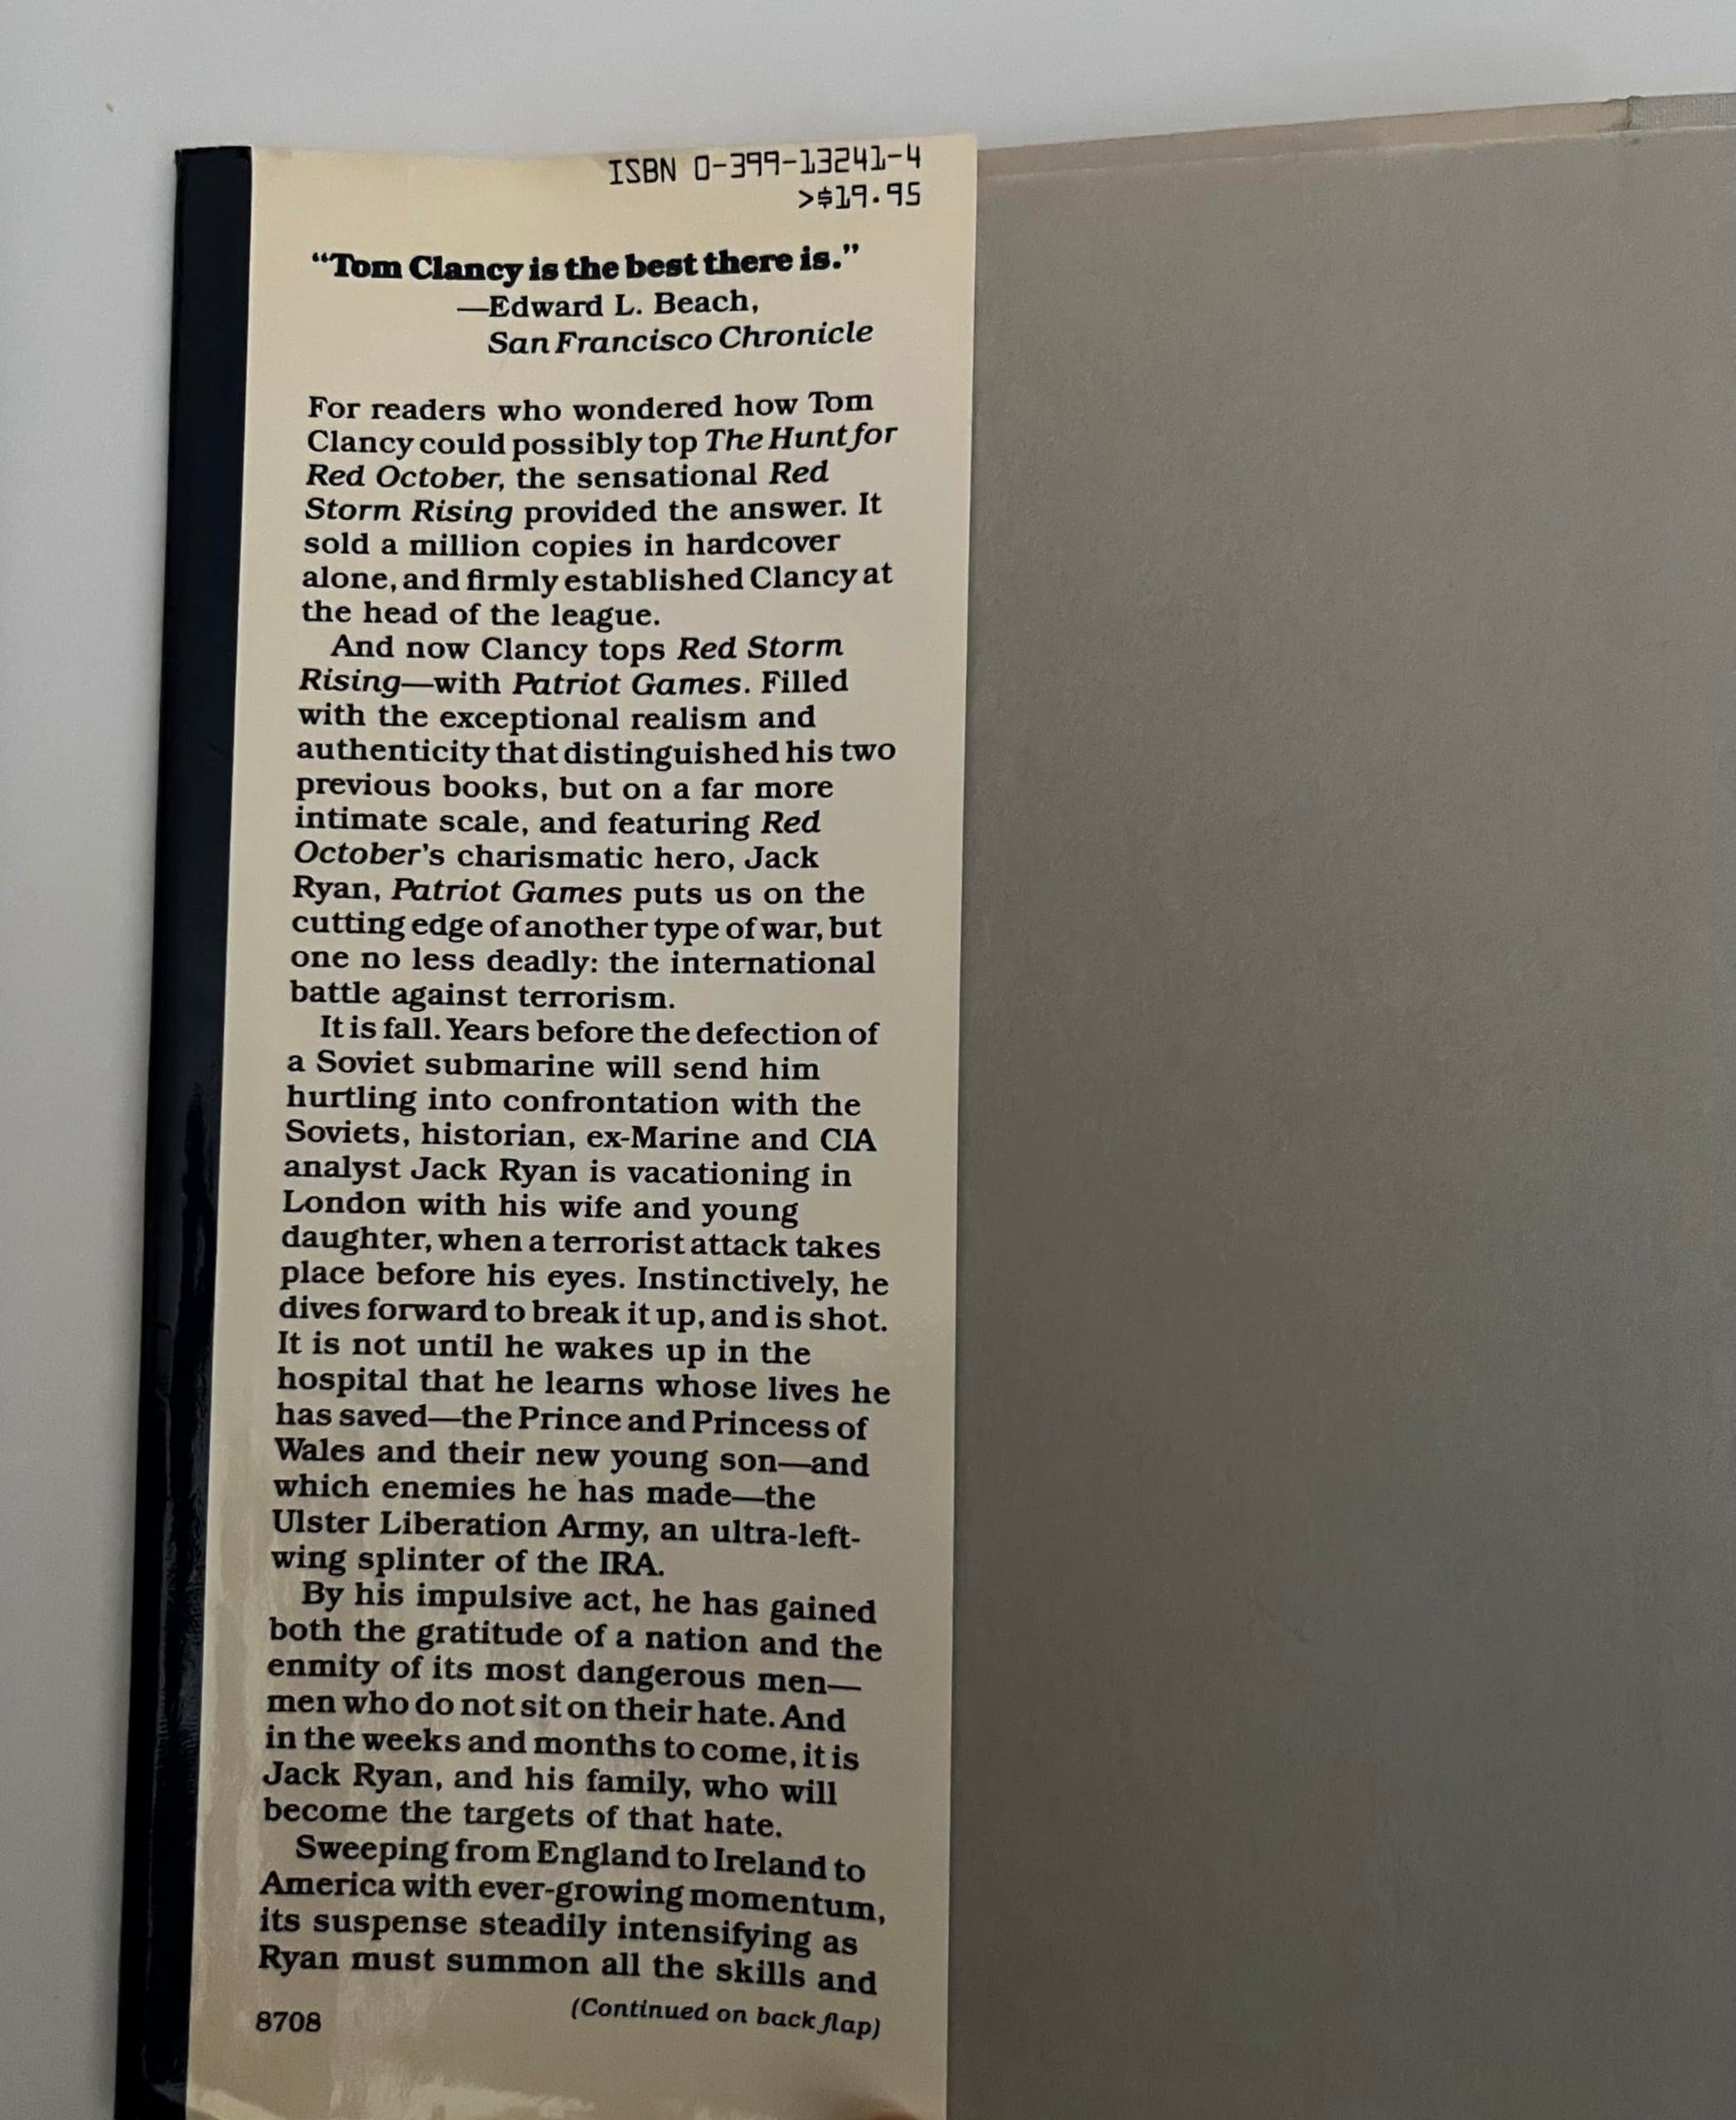 ISBN 0-399-13241-4
>$19.95
“Tom Clancy is the best there is.”
—Edward L. Beach,
San Francisco Chronicle
For readers who wondered how Tom
Clancy could possibly top The Hunt for
Red October, the sensational Red
Storm Rising provided the answer. It
sold a million copies in hardcover
alone, and firmly established Clancy at
the head of the league.
And now Clancy tops Red Storm
Rising—with Patriot Games. Filled
with the exceptional realism and
authenticity that distinguished his two
previous books, but on a far more
intimate scale, and featuring Red
October's charismatic hero, Jack
Ryan, Patriot Games puts us on the
cutting edge of another type of war, but
one no less deadly: the international
battle against terrorism.
It is fall. Years before the defection of
a Soviet submarine will send him
hurtling into confrontation with the
Soviets, historian, ex-Marine and CIA
analyst Jack Ryan is vacationing in
London with his wife and young
daughter, when a terrorist attack takes
place before his eyes. Instinctively, he
dives forward to break it up, and is shot.
It is not until he wakes up in the
hospital that he learns whose lives he
has saved—the Prince and Princess of
Wales and their new young son—and
which enemies he has made—the
Ulster Liberation Army, an ultra-left-
wing splinter of the IRA.
By his impulsive act, he has gained
both the gratitude of a nation and the
enmity of its most dangerous men—
men who do not sit on their hate. And
in the weeks and months to come, it is
Jack Ryan, and his family, who will
become the targets of that hate.
Sweeping from England to Ireland to
America with ever-growing momentum,
its suspense steadily intensifying as
Ryan must summon all the skills and
(Continued on back flap)
8708